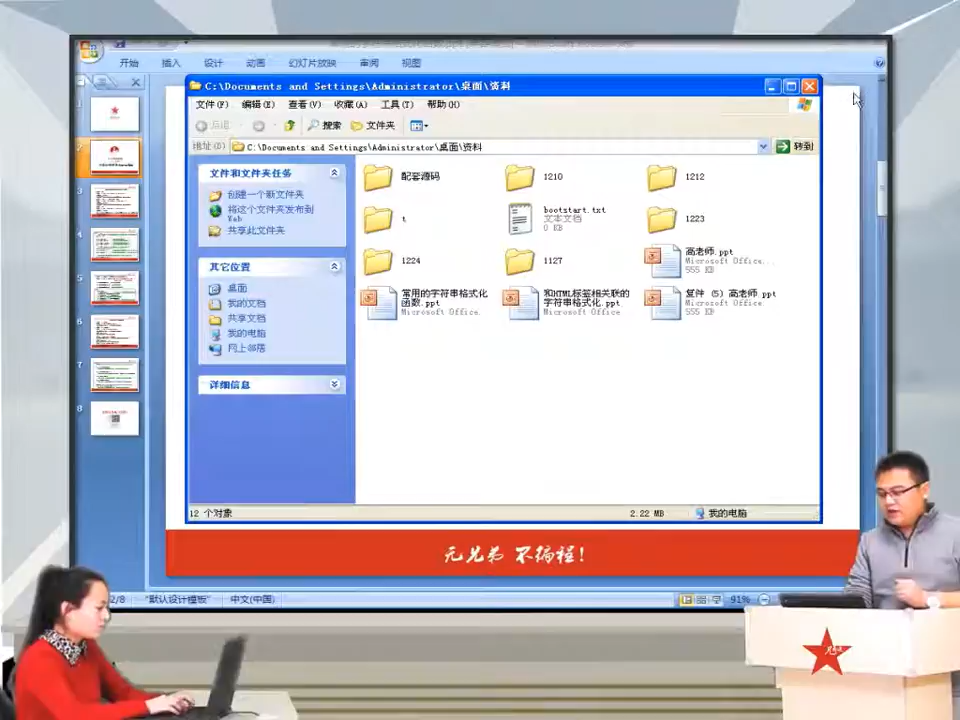 开始 插入 设计 动画 幻灯片放映 审阅 视图
C:\Documents and Settings\Administrator\桌面\资料
文件(F) 编辑(E) 查看(V) 收藏(A) 工具(T) 帮助(H)
后退 搜索 文件夹
地址(D) C:\Documents and Settings\Administrator\桌面\资料 转到
文件和文件夹任务
创建一个新文件夹
将这个文件夹发布到
Web
共享此文件夹
其它位置
桌面
我的文档
共享文档
我的电脑
网上邻居
详细信息
配套源码
1210
1212
t
bootstart.txt
文本文档
0 KB
1223
1224
1127
高老师.ppt
Microsoft Office...
555 KB
常用的字符串格式化
函数.ppt
Microsoft Office.
和HTML标签相关联的
字符串格式化.ppt
Microsoft Office
复件 (5) 高老师.ppt
Microsoft Office...
555 KB
12 个对象
2.22 MB
我的电脑
2
4
5
6
7
8
无兄弟 不编程!
2/8 "默认设计模板" 中文(中国) 91%